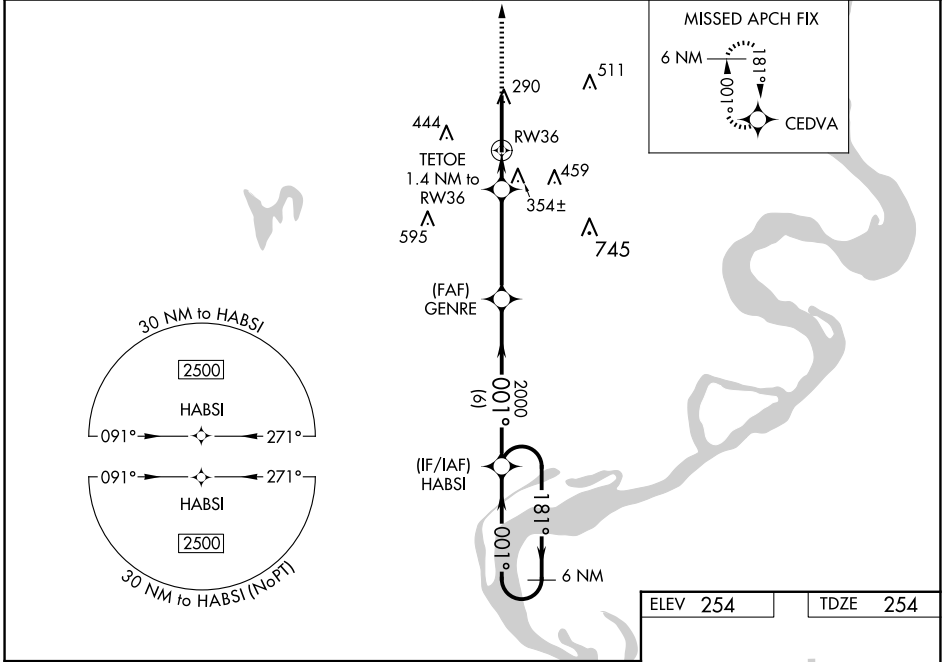 MISSED APCH FIX
6 NM
181°
001°
CEDVA
511
290
444
RW36
TETOE
1.4 NM to
RW36
459
354±
595
745
(FAF)
GENRE
30 NM to HABSI
2500
HABSI
091°
271°
2000
001°
(6)
(IF/IAF)
HABSI
091°
271°
HABSI
2500
30 NM to HABSI (NoPT)
181°
001°
6 NM
ELEV 254
TDZE 254